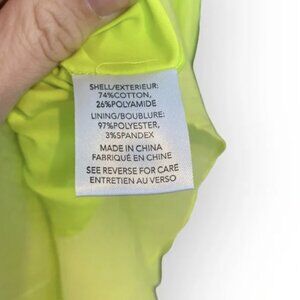 SHELL/EXTERIEUR:
74%COTTON,
26%POLYAMIDE
LINING/BOUBLURE:
97%POLYESTER,
3%SPANDEX
MADE IN CHINA
FABRIQUÉ EN CHINE
SEE REVERSE FOR CARE
ENTRETIEN AU VERSO